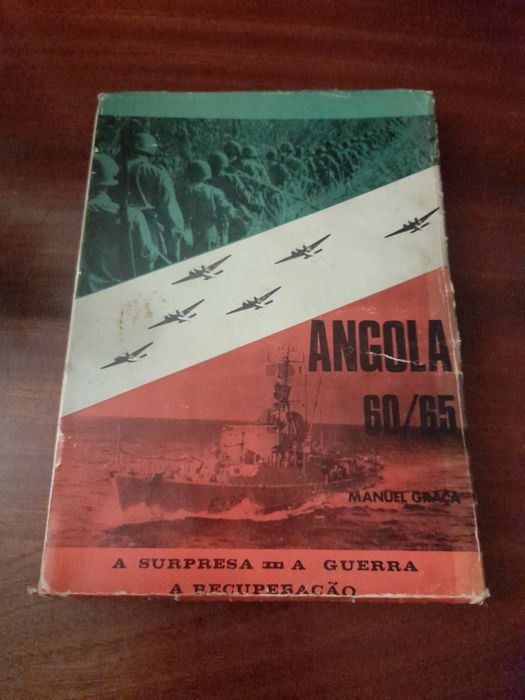 ANGOLA
60/65
MANUEL GRAÇA
A SURPRESA A GUERRA
A RECUPERAÇÃO